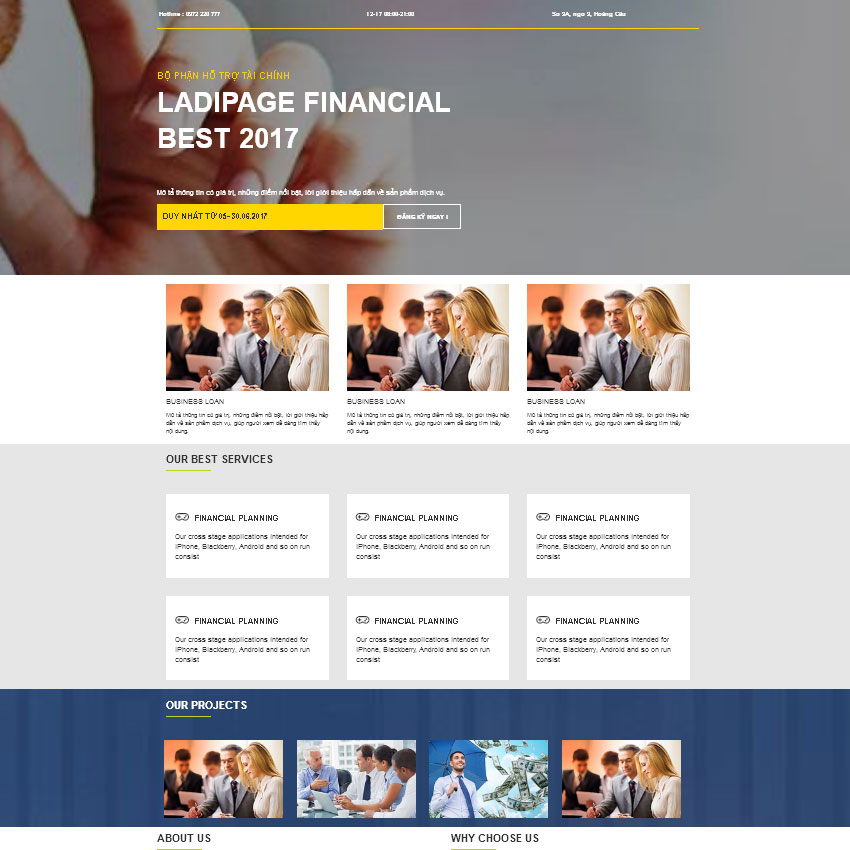 Hotline : 0972 228 777
12-17 08:00-21:00
So 9A, ngo 9, Hoàng Cầu
BỘ PHẬN HỖ TRỢ TÀI CHÍNH
LADIPAGE FINANCIAL
BEST 2017
Mô tả thông tin có giá trị, những điểm nổi bật, lời giới thiệu hấp dẫn về sản phẩm dịch vụ.
DUY NHẤT TỪ 05-30.06.2017
ĐĂNG KÝ NGAY !
BUSINESS LOAN
Mô tả thông tin có giá trị, những điểm nổi bật, lời giới thiệu hấp
dẫn về sản phẩm dịch vụ, giúp người xem dễ dàng tìm thấy
nội dung.
BUSINESS LOAN
Mô tả thông tin có giá trị, những điểm nổi bật, lời giới thiệu hấp
dẫn về sản phẩm dịch vụ, giúp người xem dễ dàng tìm thấy
nội dung.
BUSINESS LOAN
Mô tả thông tin có giá trị, những điểm nổi bật, lời giới thiệu hấp
dẫn về sản phẩm dịch vụ, giúp người xem dễ dàng tìm thấy
nội dung.
OUR BEST SERVICES
FINANCIAL PLANNING
Our cross stage applications intended for
IPhone, Blackberry, Android and so on run
consist
FINANCIAL PLANNING
Our cross stage applications intended for
IPhone, Blackberry, Android and so on run
consist
FINANCIAL PLANNING
Our cross stage applications intended for
IPhone, Blackberry, Android and so on run
consist
FINANCIAL PLANNING
Our cross stage applications intended for
IPhone, Blackberry, Android and so on run
consist
FINANCIAL PLANNING
Our cross stage applications intended for
IPhone, Blackberry, Android and so on run
consist
FINANCIAL PLANNING
Our cross stage applications intended for
IPhone, Blackberry, Android and so on run
consist
OUR PROJECTS
ABOUT US
WHY CHOOSE US